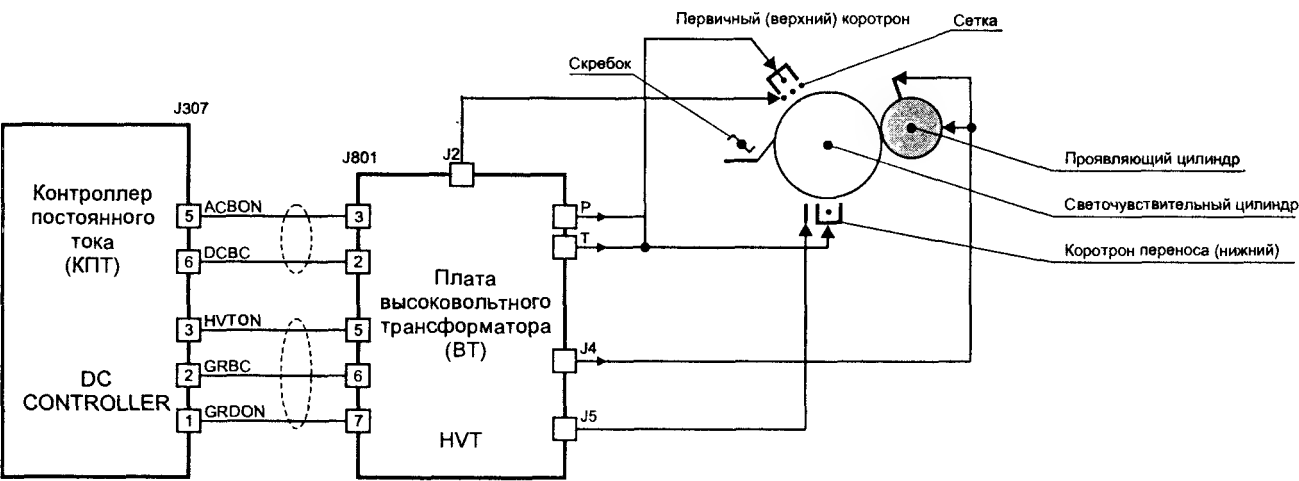 Первичный (верхний) коротрон
Сетка
Скребок
J307
J801
J2
Контроллер
постоянного
тока
(КПТ)
DC
CONTROLLER
5
ACBON
3
6
DCBC
2
3
HVTON
5
2
GRBC
6
1
GRDON
7
Плата
высоковольтного
трансформатора
(ВТ)
HVT
P
T
J4
J5
Проявляющий цилиндр
Светочувствительный цилиндр
Коротрон переноса (нижний)